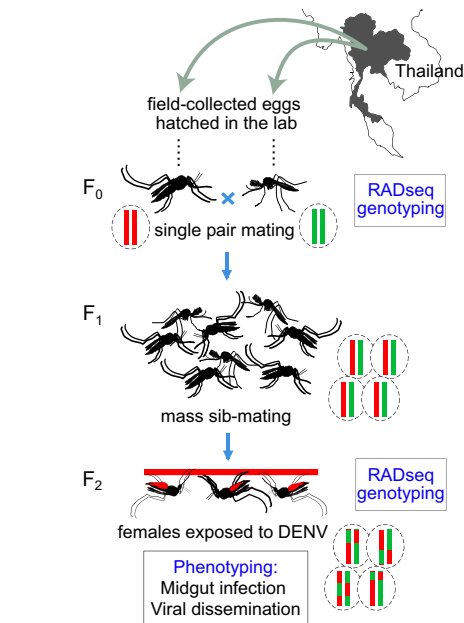 Thailand
field-collected eggs
hatched in the lab
F₀
RADseq
genotyping
single pair mating
F₁
mass sib-mating
F₂
RADseq
genotyping
females exposed to DENV
Phenotyping:
Midgut infection
Viral dissemination